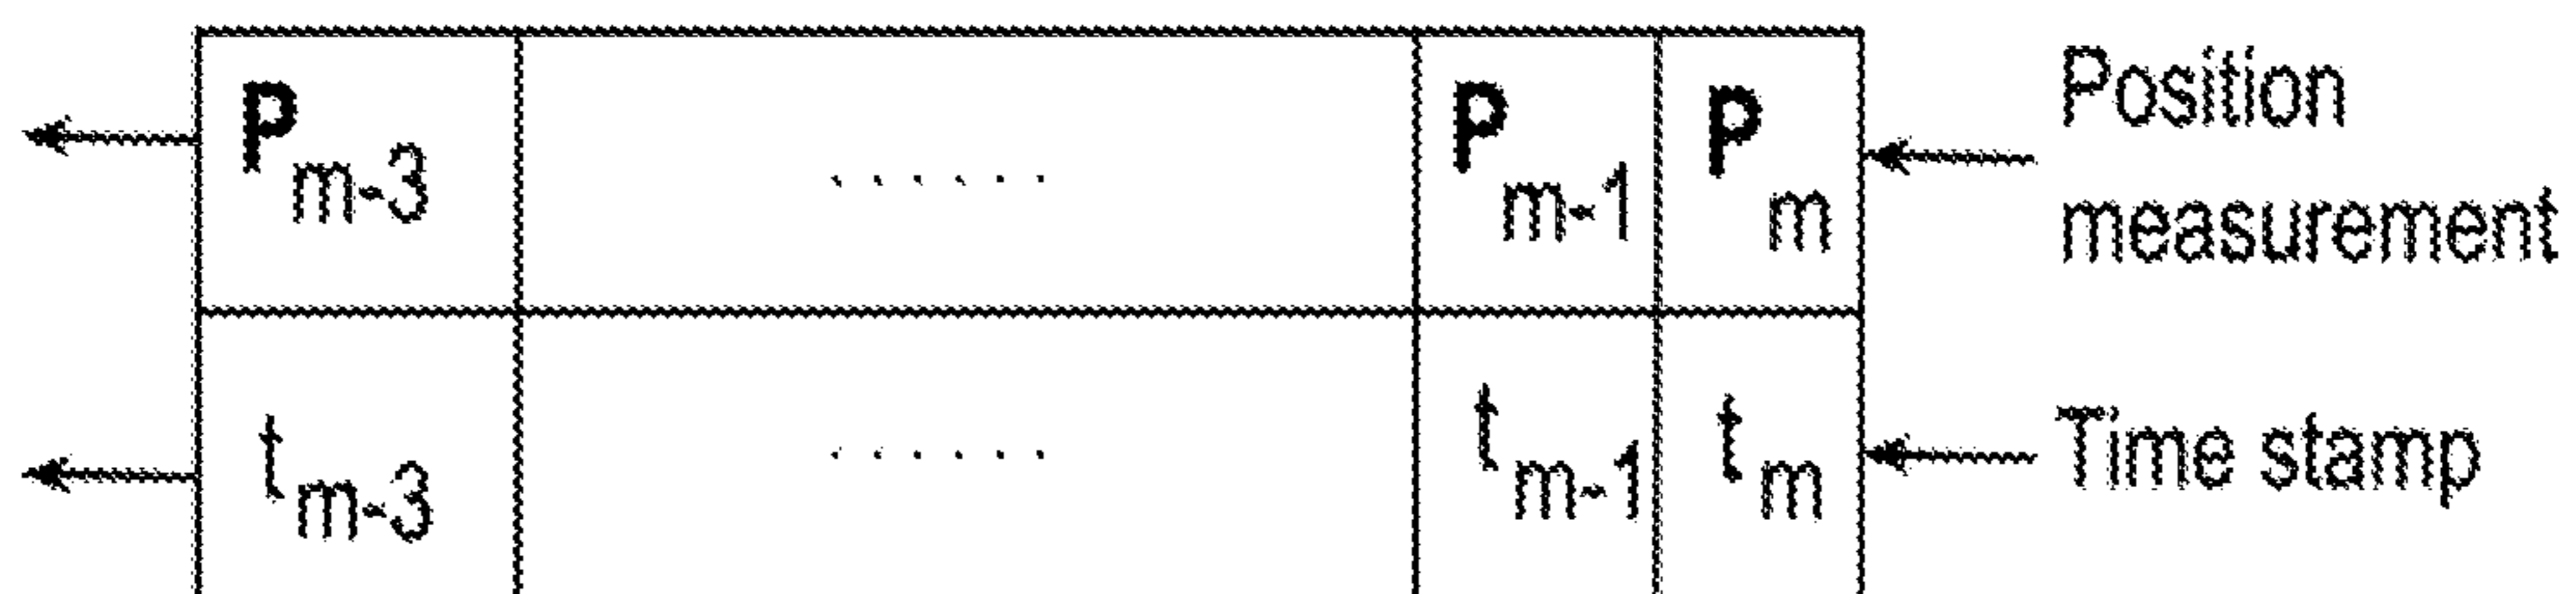 P m-3 ...... P m-1 P m Position
measurement
t m-3 ...... t m-1 t m Time stamp